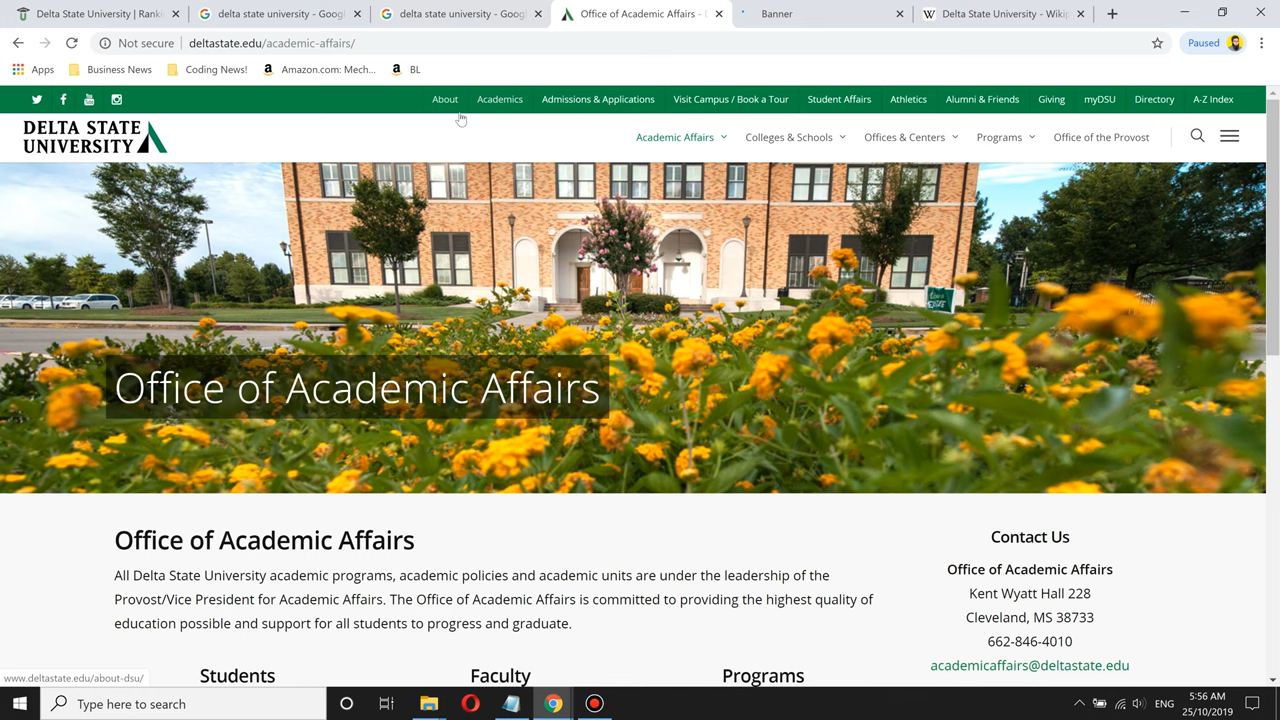 Delta State University | Ranki
delta state university - Googl
delta state university - Googl
Office of Academic Affairs - D
Banner
Delta State University - Wikip
Not secure
deltastate.edu/academic-affairs/
Paused
Apps
Business News
Coding News!
Amazon.com: Mech...
BL
About
Academics
Admissions & Applications
Visit Campus / Book a Tour
Student Affairs
Athletics
Alumni & Friends
Giving
myDSU
Directory
A-Z Index
DELTA STATE
UNIVERSITY
Academic Affairs
Colleges & Schools
Offices & Centers
Programs
Office of the Provost
Office of Academic Affairs
Office of Academic Affairs
All Delta State University academic programs, academic policies and academic units are under the leadership of the
Provost/Vice President for Academic Affairs. The Office of Academic Affairs is committed to providing the highest quality of
education possible and support for all students to progress and graduate.
Students
Faculty
Programs
Contact Us
Office of Academic Affairs
Kent Wyatt Hall 228
Cleveland, MS 38733
662-846-4010
academicaffairs@deltastate.edu
www.deltastate.edu/about-dsu/
Type here to search
ENG
5:56 AM
25/10/2019